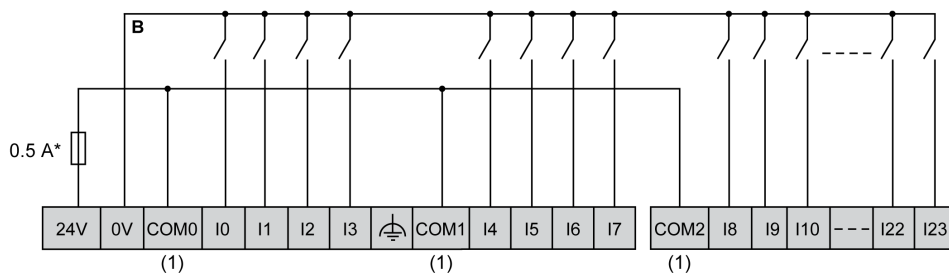 B
0.5 A*
24V 0V COM0 I0 I1 I2 I3 COM1 I4 I5 I6 I7 COM2 I8 I9 I10 --- I22 I23
(1) (1) (1)